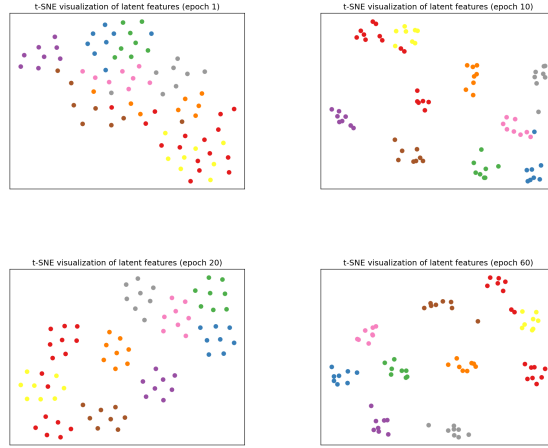 t-SNE visualization of latent features (epoch 1)
t-SNE visualization of latent features (epoch 10)
t-SNE visualization of latent features (epoch 20)
t-SNE visualization of latent features (epoch 60)